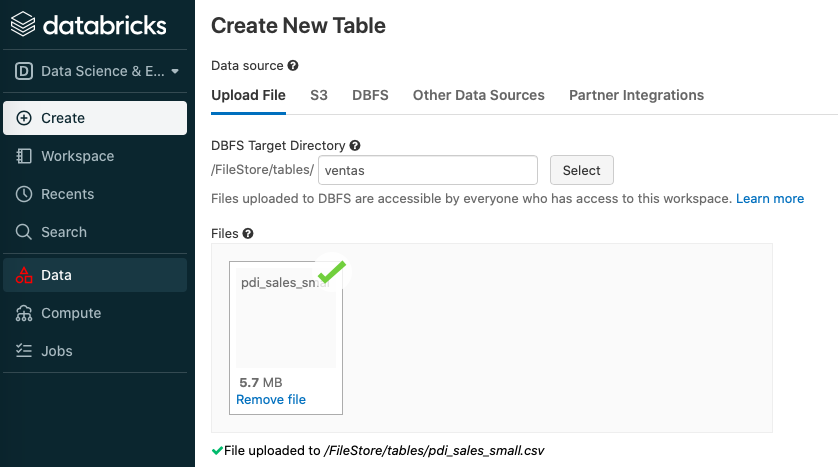 databricks
D Data Science & E...
Create
Workspace
Recents
Search
Data
Compute
Jobs
Create New Table
Data source
Upload File S3 DBFS Other Data Sources Partner Integrations
DBFS Target Directory
/FileStore/tables/ ventas Select
Files uploaded to DBFS are accessible by everyone who has access to this workspace. Learn more
Files
pdi_sales_smal
5.7 MB
Remove file
File uploaded to /FileStore/tables/pdi_sales_small.csv